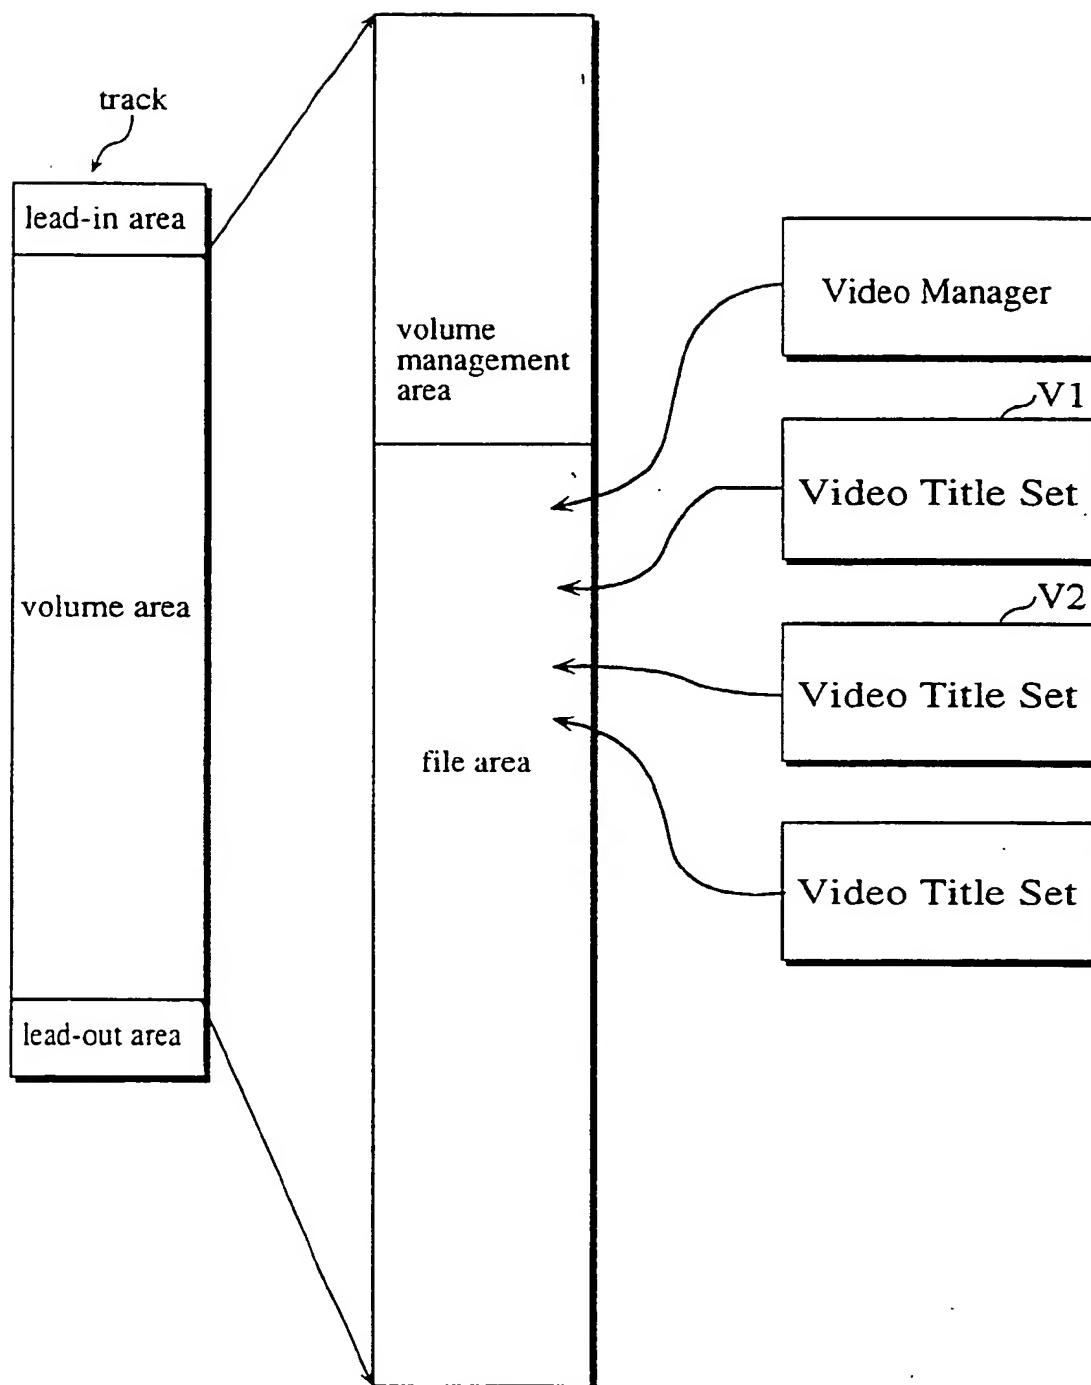 track
lead-in area
volume area
lead-out area
volume
management
area
file area
Video Manager
V1
Video Title Set
V2
Video Title Set
Video Title Set